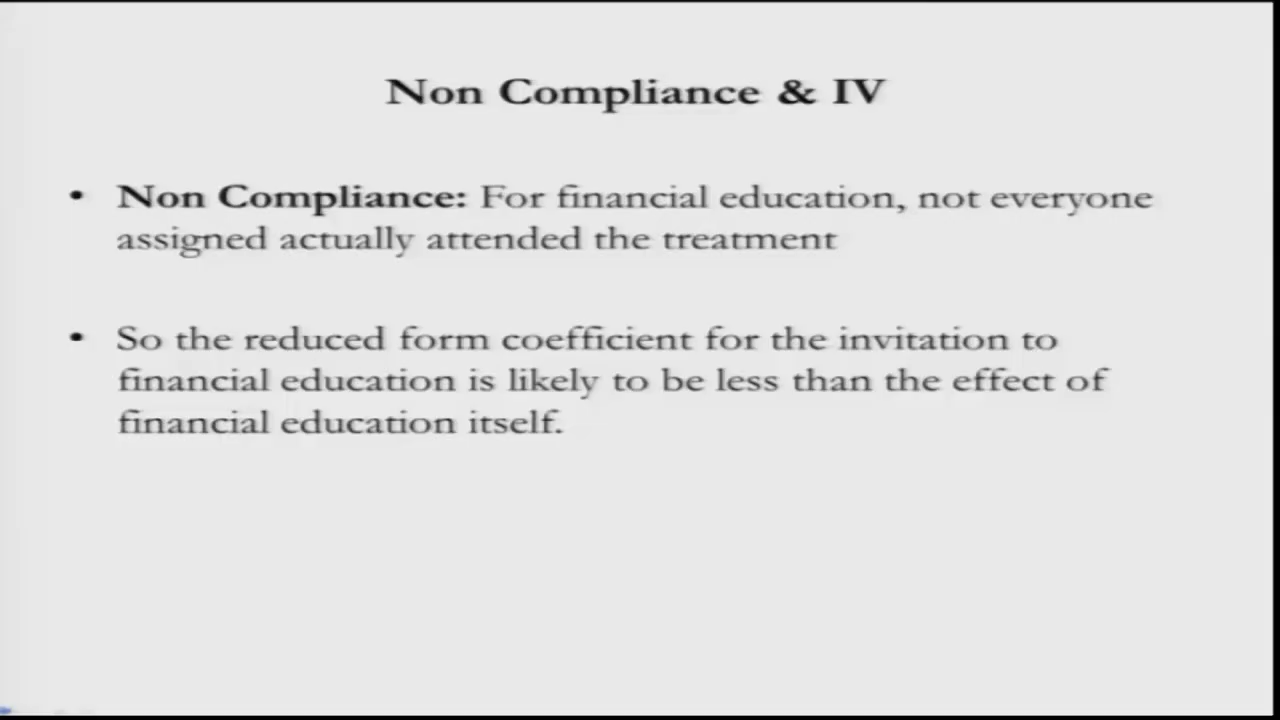 Non Compliance & IV
• Non Compliance: For financial education, not everyone
assigned actually attended the treatment
• So the reduced form coefficient for the invitation to
financial education is likely to be less than the effect of
financial education itself.